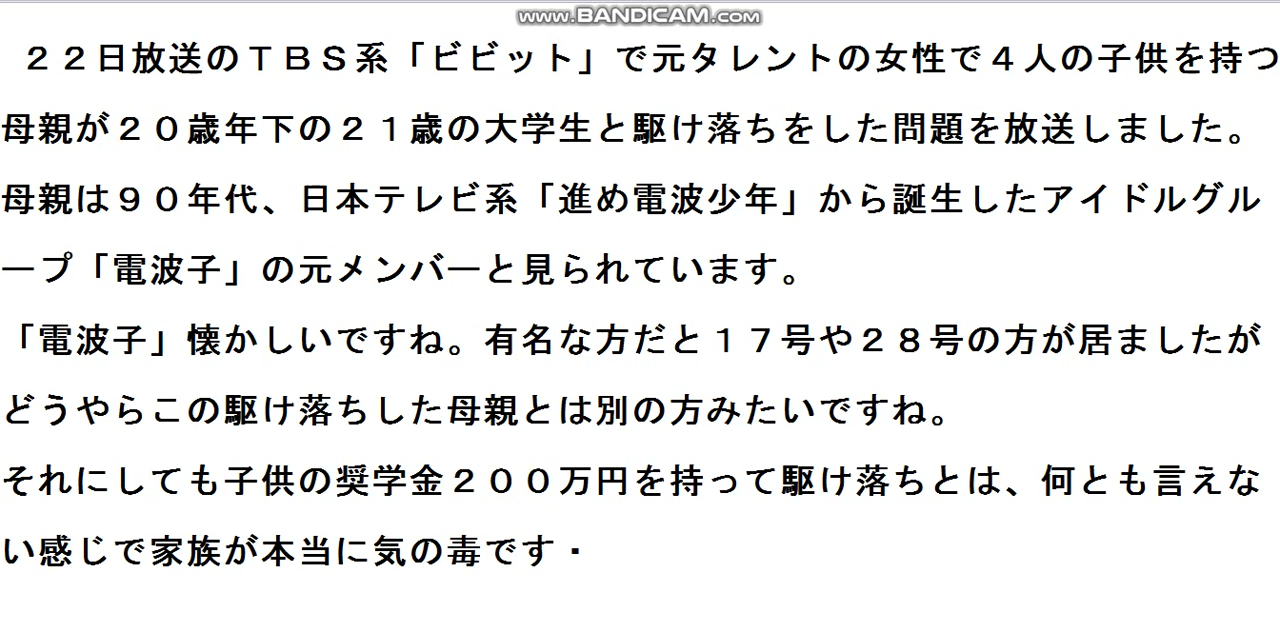 www.BANDICAM.com
２２日放送のＴＢＳ系「ビビット」で元タレントの女性で４人の子供を持つ
母親が２０歳年下の２１歳の大学生と駆け落ちをした問題を放送しました。
母親は９０年代、日本テレビ系「進め電波少年」から誕生したアイドルグル
ープ「電波子」の元メンバーと見られています。
「電波子」懐かしいですね。有名な方だと１７号や２８号の方が居ましたが
どうやらこの駆け落ちした母親とは別の方みたいですね。
それにしても子供の奨学金２００万円を持って駆け落ちとは、何とも言えな
い感じで家族が本当に気の毒です・